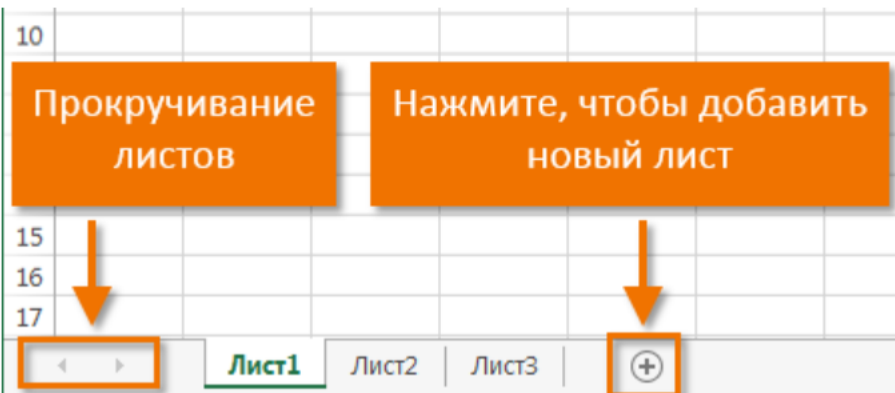 10
Прокручивание
листов
Нажмите, чтобы добавить
новый лист
15
16
17
Лист1 Лист2 Лист3